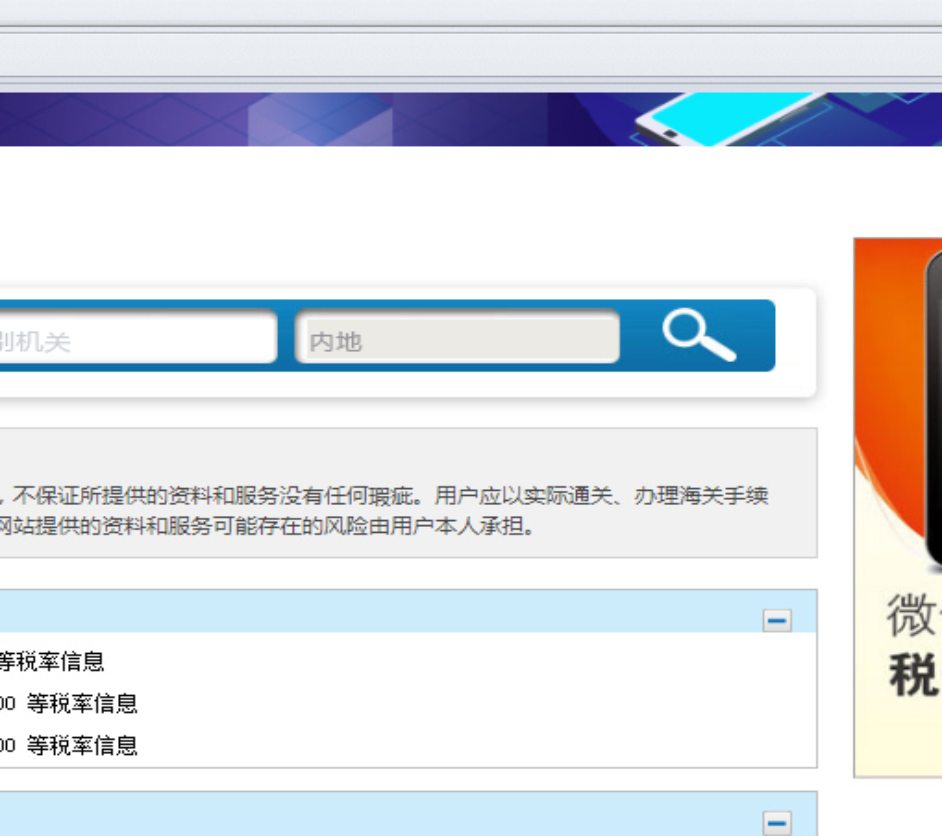 别机关
内地
，不保证所提供的资料和服务没有任何瑕疵。用户应以实际通关、办理海关手续
网站提供的资料和服务可能存在的风险由用户本人承担。
等税率信息
00 等税率信息
00 等税率信息
微
税